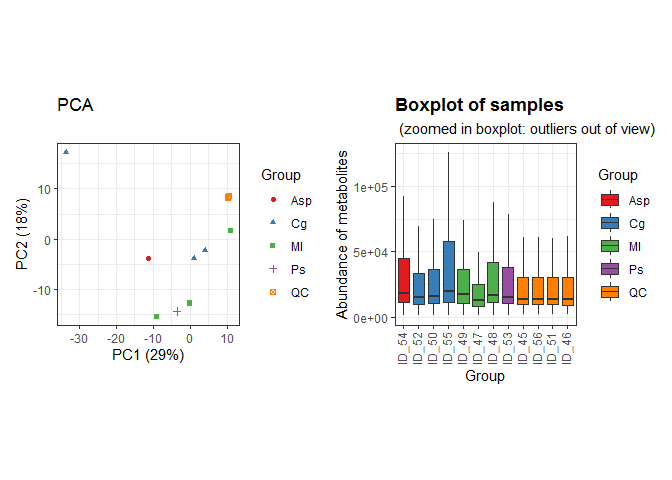 PCA
PC2 (18%)
10
0
-10
-30
-20
-10
0
10
PC1 (29%)
Group
Asp
Cg
MI
Ps
QC
Boxplot of samples
(zoomed in boxplot: outliers out of view)
Abundance of metabolites
1e+05
5e+04
0e+00
ID_54
ID_52
ID_50
ID_55
ID_49
ID_47
ID_48
ID_53
ID_45
ID_56
ID_51
ID_46
Group
Group
Asp
Cg
MI
Ps
QC